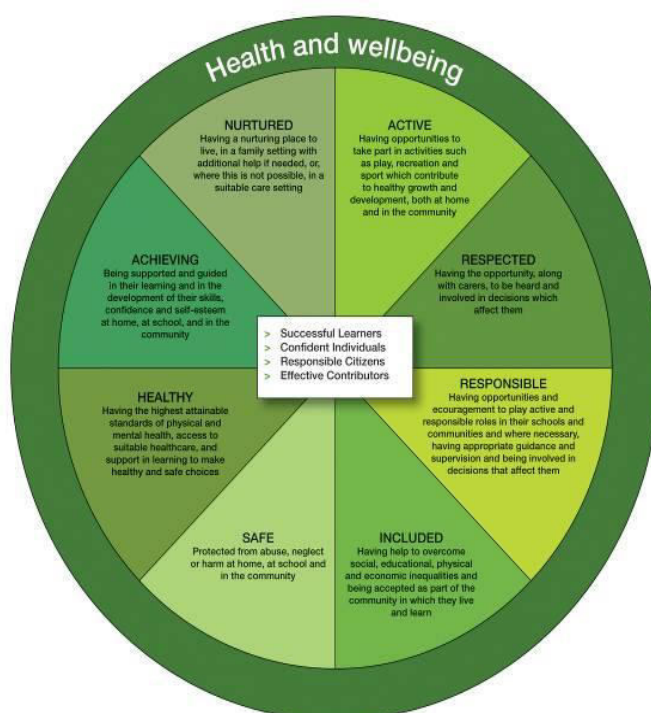 Health and wellbeing
NURTURED
Having a nurturing place to
live, in a family setting with
additional help if needed, or,
where this is not possible, in a
suitable care setting
ACTIVE
Having opportunities to
take part in activities such
as play, recreation and
sport which contribute
to healthy growth and
development, both at home
and in the community
ACHIEVING
Being supported and guided
in their learning and in the
development of their skills,
confidence and self-esteem
at home, at school, and in the
community
RESPECTED
Having the opportunity, along
with carers, to be heard and
involved in decisions which
affect them
> Successful Learners
> Confident Individuals
> Responsible Citizens
> Effective Contributors
HEALTHY
Having the highest attainable
standards of physical and
mental health, access to
suitable healthcare, and
support in learning to make
healthy and safe choices
RESPONSIBLE
Having opportunities and
ecouragement to play active and
responsible roles in their schools and
communities and where necessary,
having appropriate guidance and
supervision and being involved in
decisions that affect them
SAFE
Protected from abuse, neglect
or harm at home, at school and
in the community
INCLUDED
Having help to overcome
social, educational, physical
and economic inequalities and
being accepted as part of the
community in which they live
and learn